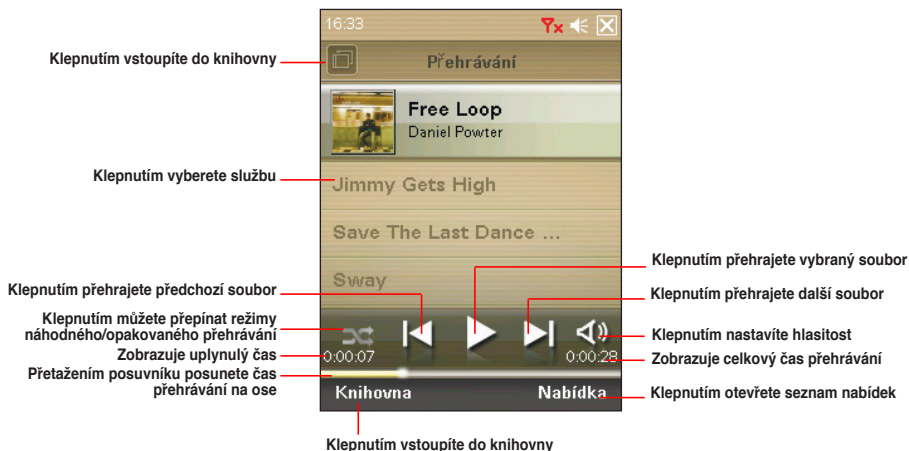 16:33
Klepnutím vstoupíte do knihovny
Přehrávání
Free Loop
Daniel Powter
Klepnutím vyberete službu
Jimmy Gets High
Save The Last Dance ...
Sway
Klepnutím přehrajete vybraný soubor
Klepnutím přehrajete předchozí soubor
Klepnutím přehrajete další soubor
Klepnutím můžete přepínat režimy
náhodného/opakovaného přehrávání
Klepnutím nastavíte hlasitost
Zobrazuje uplynulý čas
0:00:07
0:00:28
Zobrazuje celkový čas přehrávání
Přetažením posuvníku posunete čas
přehrávání na ose
Knihovna
Nabídka
Klepnutím otevřete seznam nabídek
Klepnutím vstoupíte do knihovny